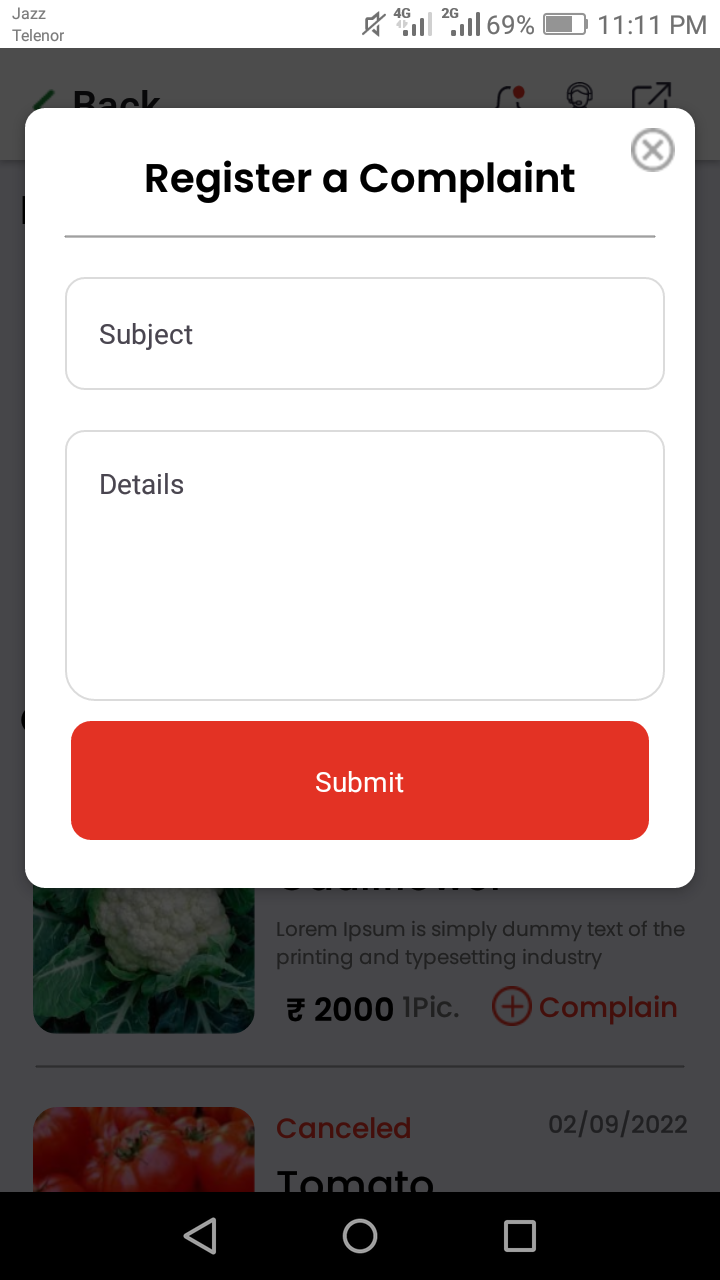 Jazz
Telenor
4G 2G 69% 11:11 PM
Back
Register a Complaint
Subject
Details
Submit
Lorem Ipsum is simply dummy text of the
printing and typesetting industry
₹ 2000 1Pic. Complain
Canceled 02/09/2022
Tomato